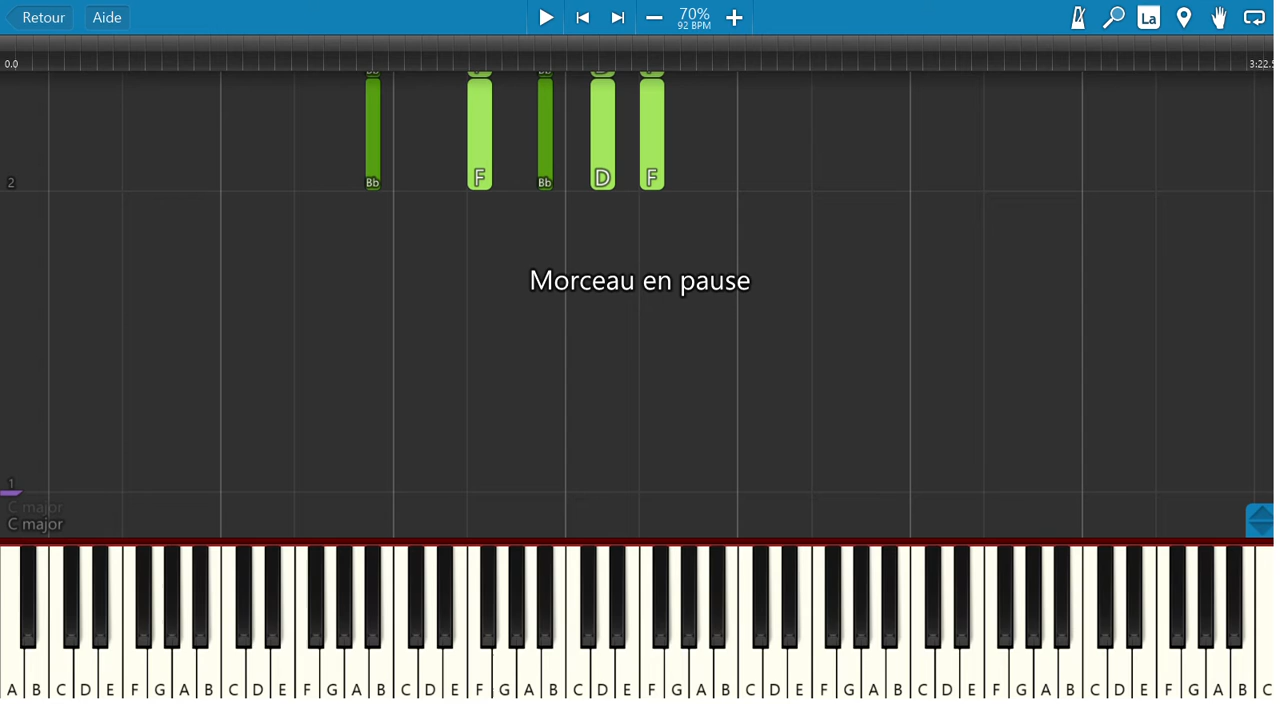 Retour Aide 70% La
92 BPM
0.0 3:22.5
Bb F Bb D F
2
Morceau en pause
1
C major
C major
A B C D E F G A B C D E F G A B C D E F G A B C D E F G A B C D E F G A B C D E F G A B C D E F G A B C